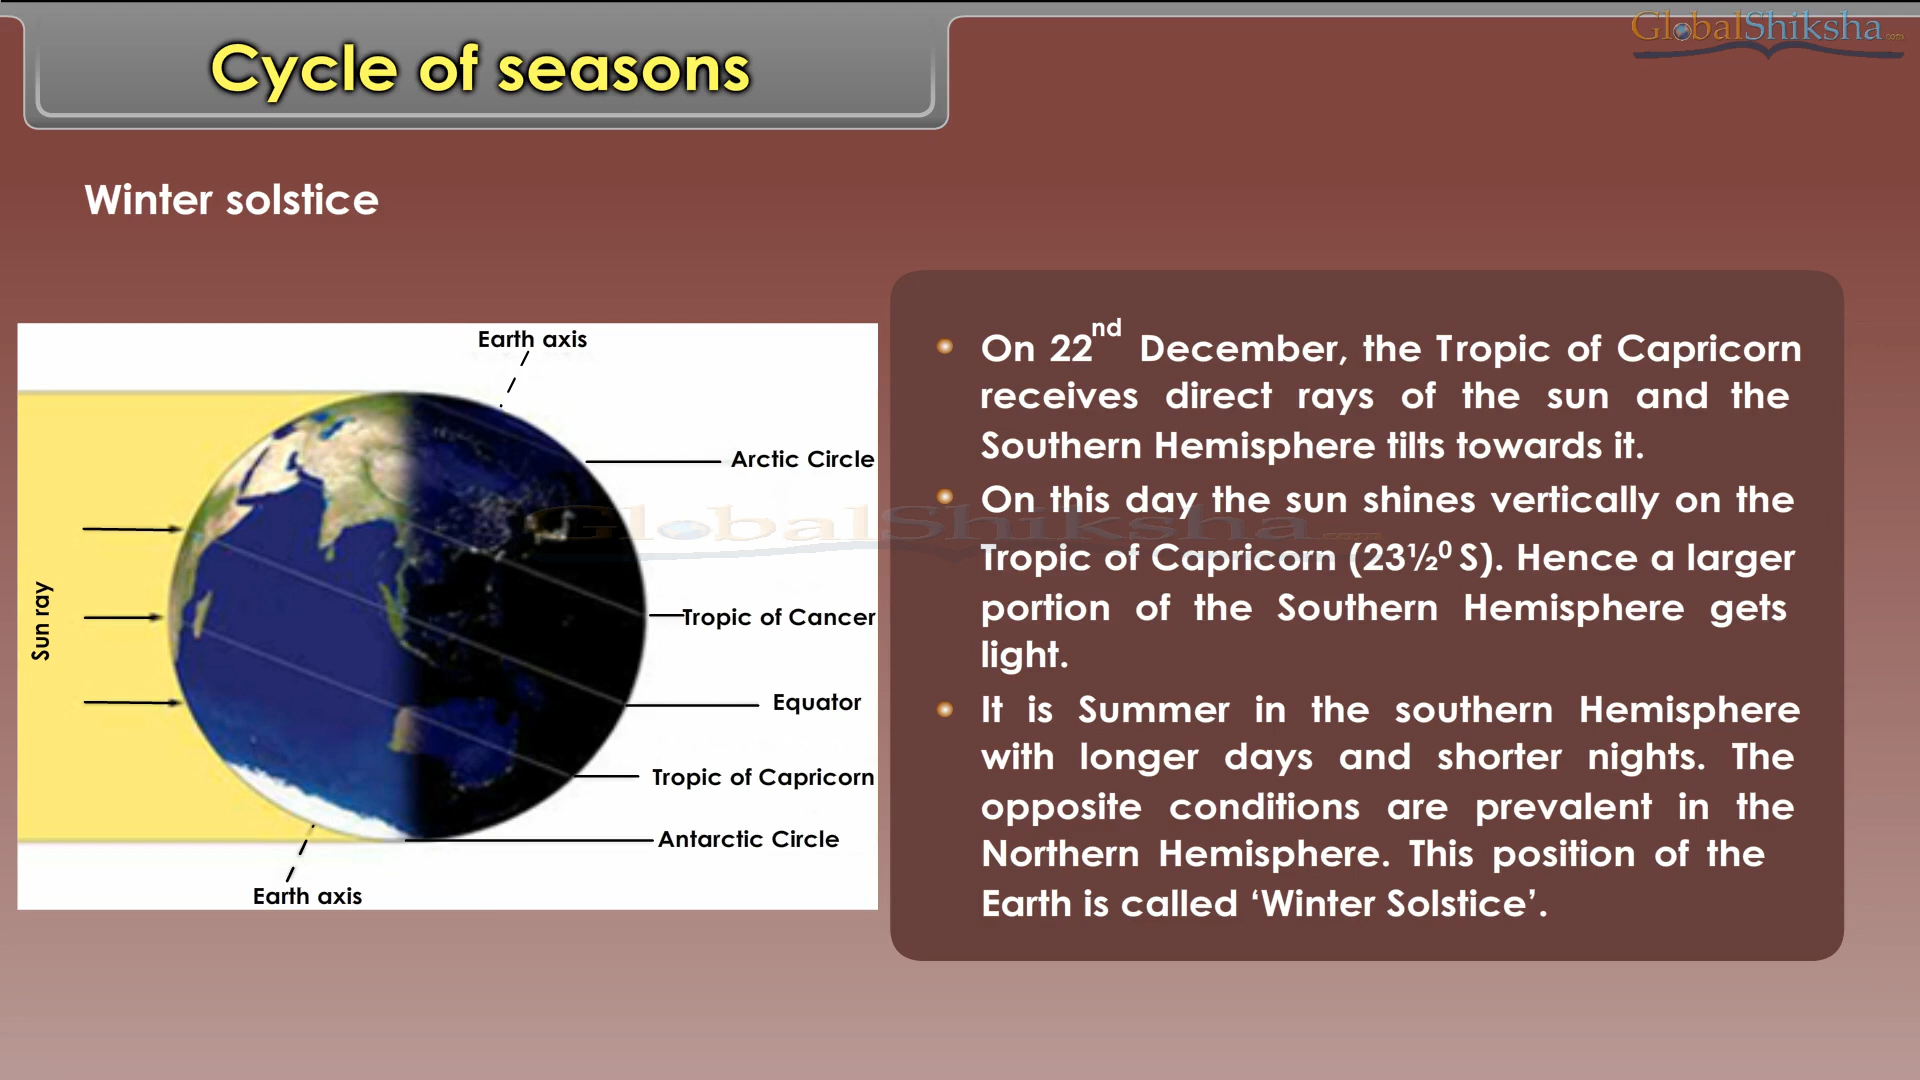 Cycle of seasons
GlobalShiksha.com
Winter solstice
Earth axis
Arctic Circle
Tropic of Cancer
Equator
Tropic of Capricorn
Antarctic Circle
Earth axis
Sun ray
On 22nd December, the Tropic of Capricorn
receives direct rays of the sun and the
Southern Hemisphere tilts towards it.
On this day the sun shines vertically on the
Tropic of Capricorn (23½⁰ S). Hence a larger
portion of the Southern Hemisphere gets
light.
It is Summer in the southern Hemisphere
with longer days and shorter nights. The
opposite conditions are prevalent in the
Northern Hemisphere. This position of the
Earth is called ‘Winter Solstice’.
GlobalShiksha.com